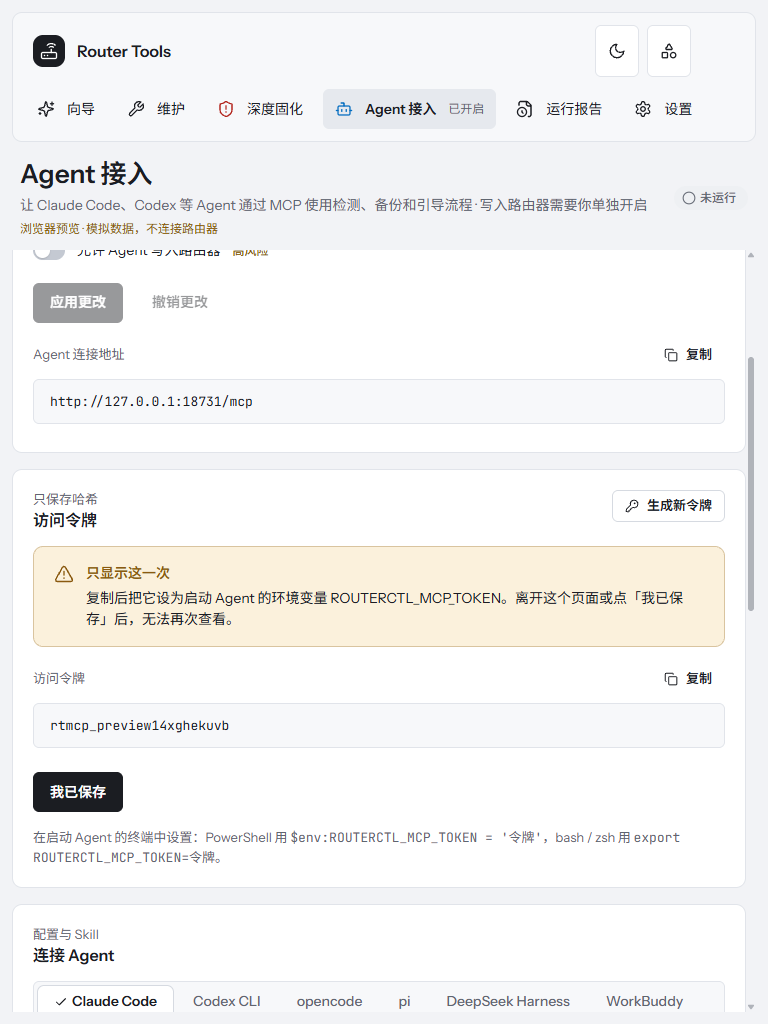 Router Tools
向导
维护
深度固化
Agent 接入 已开启
运行报告
设置
Agent 接入
让 Claude Code、Codex 等 Agent 通过 MCP 使用检测、备份和引导流程 · 写入路由器需要你单独开启
未运行
浏览器预览 · 模拟数据，不连接路由器
允许 Agent 写入路由器 高风险
应用更改
撤销更改
Agent 连接地址
复制
http://127.0.0.1:18731/mcp
只保存哈希
访问令牌
生成新令牌
只显示这一次
复制后把它设为启动 Agent 的环境变量 ROUTERCTL_MCP_TOKEN。离开这个页面或点「我已保
存」后，无法再次查看。
访问令牌
复制
rtmcp_preview14xghekuvb
我已保存
在启动 Agent 的终端中设置：PowerShell 用 $env:ROUTERCTL_MCP_TOKEN = '令牌'，bash / zsh 用 export
ROUTERCTL_MCP_TOKEN=令牌。
配置与 Skill
连接 Agent
Claude Code
Codex CLI
opencode
pi
DeepSeek Harness
WorkBuddy